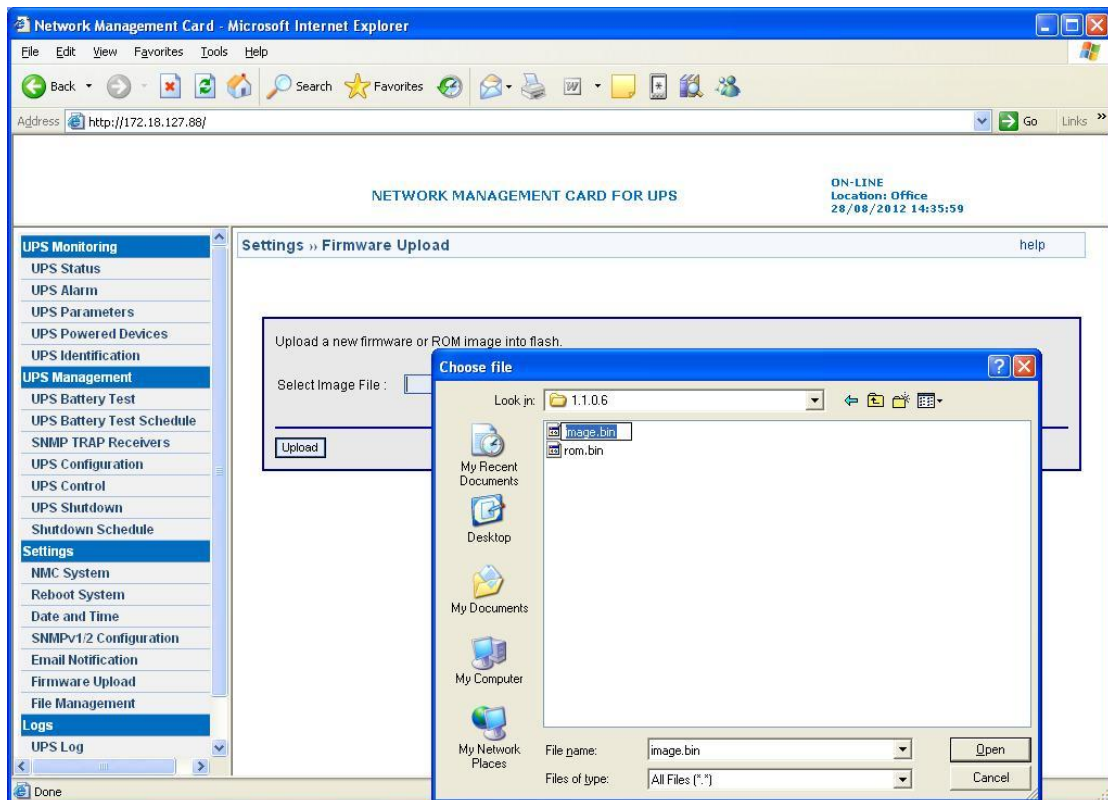 Network Management Card - Microsoft Internet Explorer
File Edit View Favorites Tools Help
Back Search Favorites
Address http://172.18.127.88/ Go Links »
NETWORK MANAGEMENT CARD FOR UPS
ON-LINE
Location: Office
28/08/2012 14:35:59
UPS Monitoring
UPS Status
UPS Alarm
UPS Parameters
UPS Powered Devices
UPS Identification
UPS Management
UPS Battery Test
UPS Battery Test Schedule
SNMP TRAP Receivers
UPS Configuration
UPS Control
UPS Shutdown
Shutdown Schedule
Settings
NMC System
Reboot System
Date and Time
SNMPv1/2 Configuration
Email Notification
Firmware Upload
File Management
Logs
UPS Log
Settings » Firmware Upload help
Upload a new firmware or ROM image into flash.
Select Image File :
Upload
Choose file
Look in: 1.1.0.6
image.bin
rom.bin
My Recent
Documents
Desktop
My Documents
My Computer
My Network
Places
File name: image.bin Open
Files of type: All Files (*.*) Cancel
Done